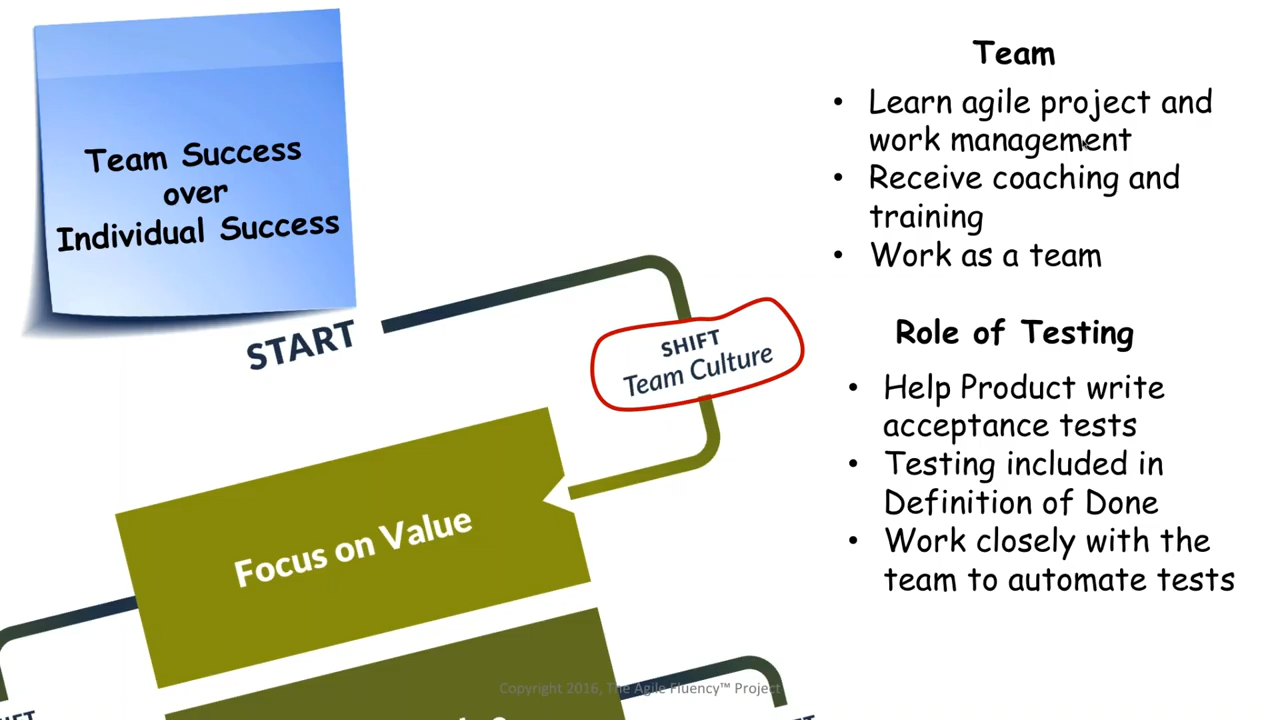 Team Success
over
Individual Success
START
SHIFT
Team Culture
Focus on Value
Team
• Learn agile project and
work management
• Receive coaching and
training
• Work as a team
Role of Testing
• Help Product write
acceptance tests
• Testing included in
Definition of Done
• Work closely with the
team to automate tests
Copyright 2016, The Agile Fluency™ Project